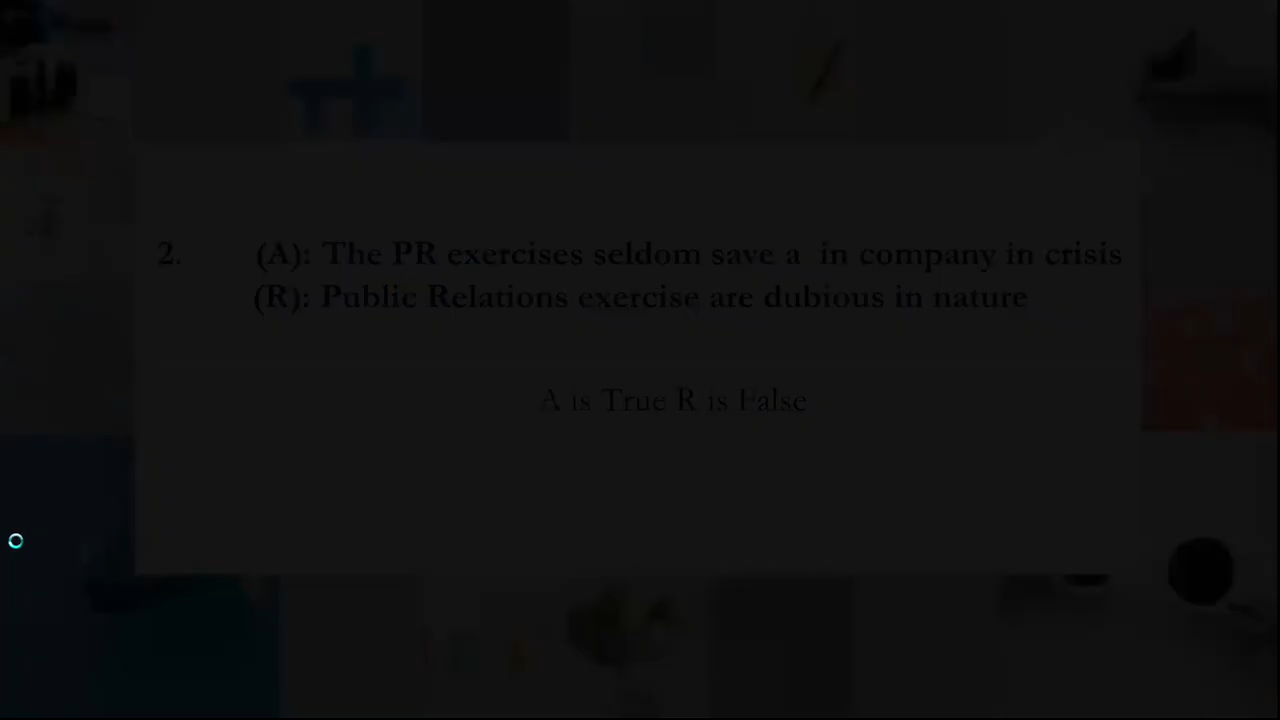 2. (A): The PR exercises seldom save a in company in crisis
(R): Public Relations exercise are dubious in nature
A is True R is False